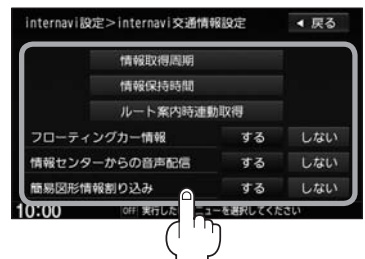 internavi設定＞internavi交通情報設定 ◀ 戻る
情報取得周期
情報保持時間
ルート案内時連動取得
フローティングカー情報 する しない
情報センターからの音声配信 する しない
簡易図形情報割り込み する しない
10:00 OFF 実行した ニューを選択してください